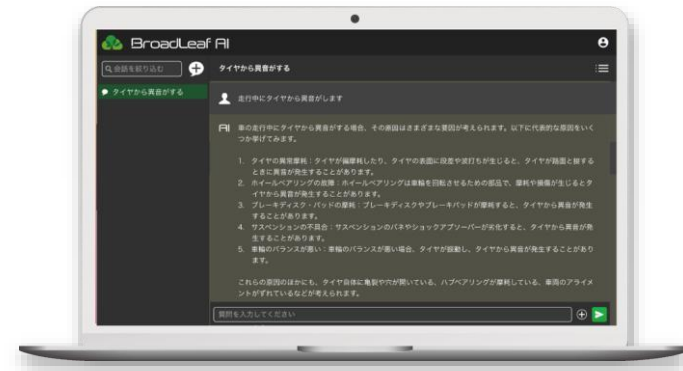 BroadLeaf AI
会話を絞り込む
タイヤから異音がする
タイヤから異音がする
走行中にタイヤから異音がします
AI
車の走行中にタイヤから異音がする場合、その原因はさまざまな要因が考えられます。以下に代表的な原因をいく
つか挙げてみます。
1. タイヤの異常摩耗：タイヤが偏摩耗したり、タイヤの表面に段差や波打ちが生じると、タイヤが路面と接する
ときに異音が発生することがあります。
2. ホイールベアリングの故障：ホイールベアリングは車輪を回転させるための部品で、摩耗や損傷が生じるとタ
イヤから異音が発生することがあります。
3. ブレーキディスク・パッドの摩耗：ブレーキディスクやブレーキパッドが摩耗すると、タイヤから異音が発生
することがあります。
4. サスペンションの不具合：サスペンションのバネやショックアブソーバーが劣化すると、タイヤから異音が発
生することがあります。
5. 車輪のバランスが悪い：車輪のバランスが悪い場合、タイヤが振動し、タイヤから異音が発生することがあり
ます。
これらの原因のほかにも、タイヤ自体に亀裂や穴が開いている、ハブベアリングが摩耗している、車両のアライメ
ントがずれているなどが考えられます。
質問を入力してください